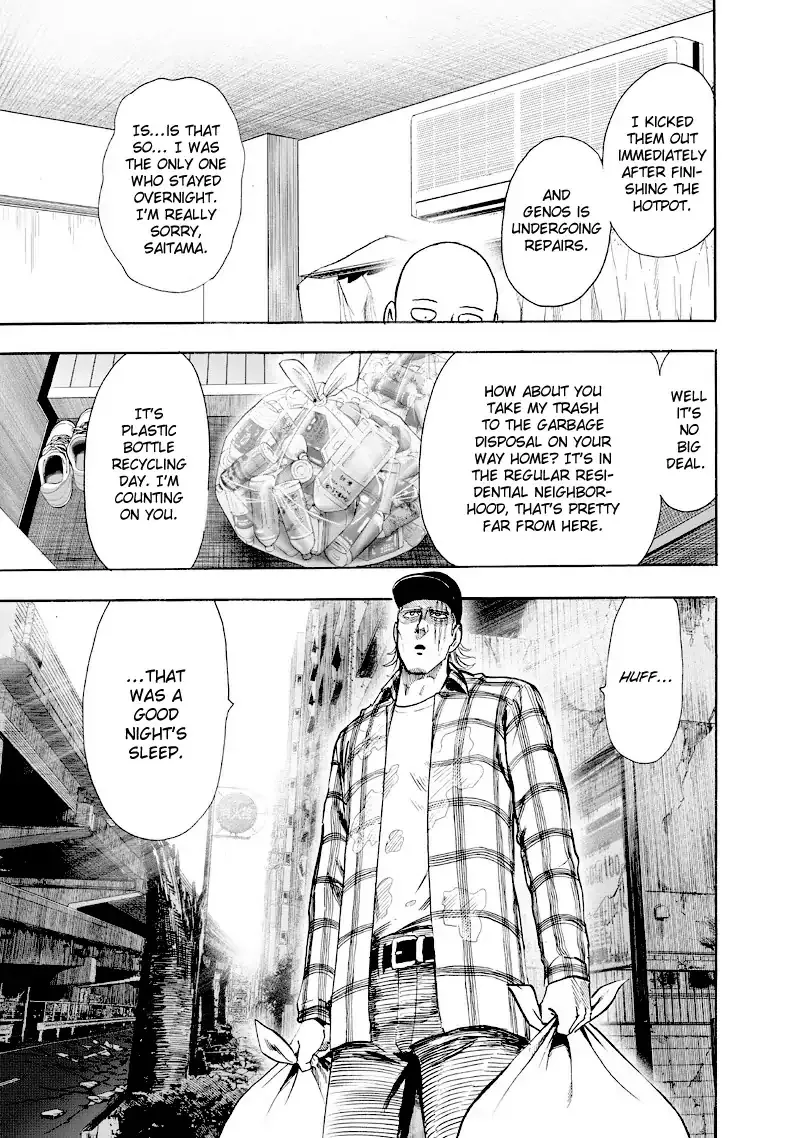 I KICKED
THEM OUT
IMMEDIATELY
AFTER FINI-
SHING THE
HOTPOT.
AND
GENOS IS
UNDERGOING
REPAIRS.
IS...IS THAT
SO... I WAS
THE ONLY ONE
WHO STAYED
OVERNIGHT.
I'M REALLY
SORRY,
SAITAMA.
WELL
IT'S
NO
BIG
DEAL.
HOW ABOUT YOU
TAKE MY TRASH
TO THE GARBAGE
DISPOSAL ON YOUR
WAY HOME? IT'S IN
THE REGULAR RESI-
DENTIAL NEIGHBOR-
HOOD, THAT'S PRETTY
FAR FROM HERE.
IT'S
PLASTIC
BOTTLE
RECYCLING
DAY. I'M
COUNTING
ON YOU.
HUFF...
...THAT
WAS A
GOOD
NIGHT'S
SLEEP.